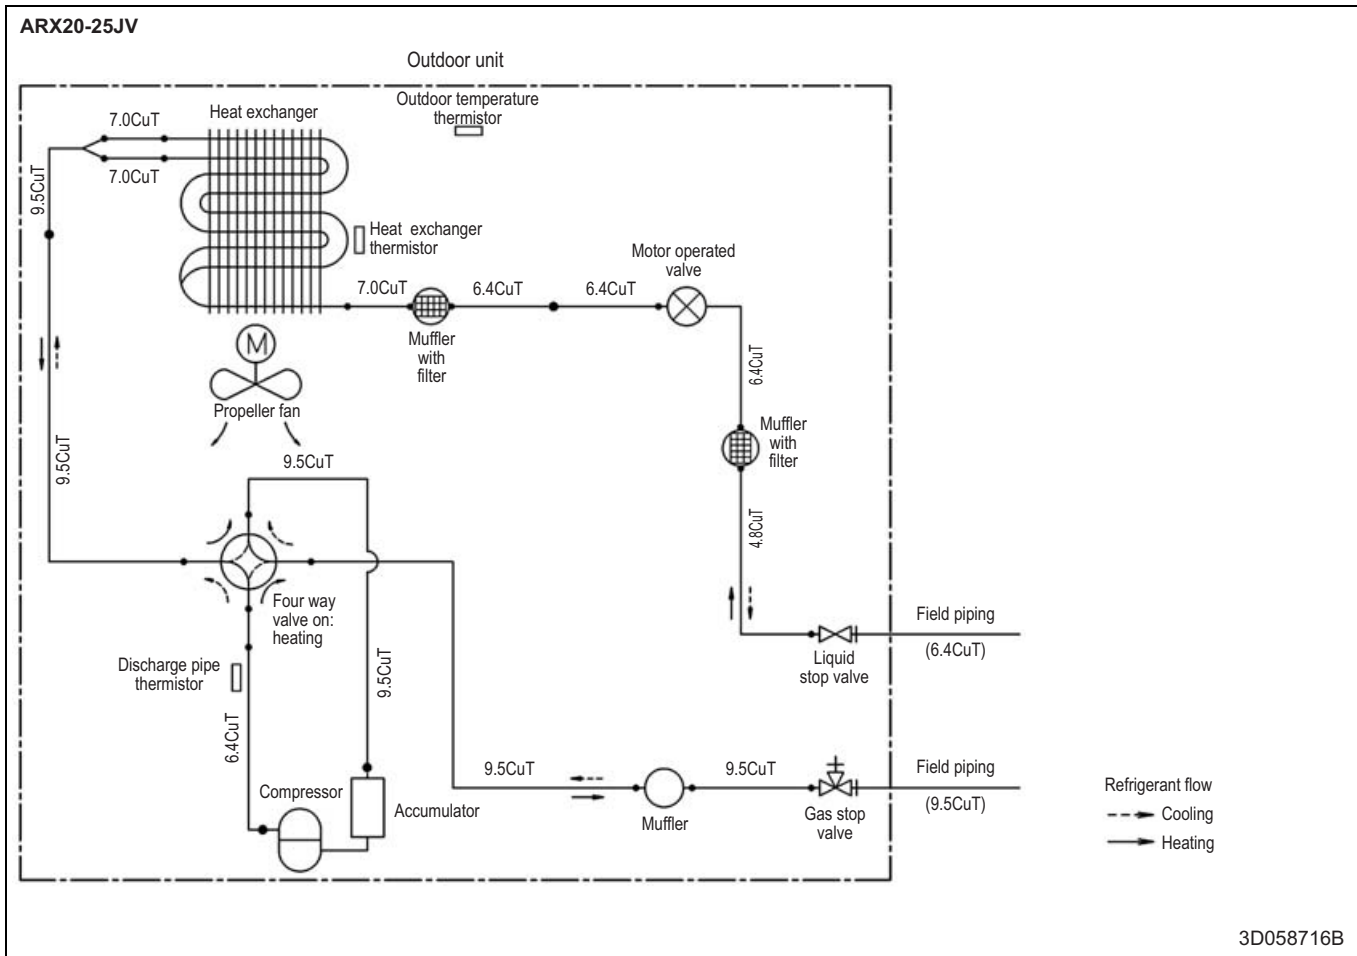 ARX20-25JV
Outdoor unit
Outdoor temperature
thermistor
Heat exchanger
7.0CuT
7.0CuT
9.5CuT
Heat exchanger
thermistor
7.0CuT
6.4CuT
6.4CuT
Motor operated
valve
Muffler
with
filter
M
Propeller fan
6.4CuT
Muffler
with
filter
9.5CuT
9.5CuT
4.8CuT
Four way
valve on:
heating
Discharge pipe
thermistor
6.4CuT
9.5CuT
Field piping
(6.4CuT)
Liquid
stop valve
Compressor
Accumulator
9.5CuT
Muffler
9.5CuT
Gas stop
valve
Field piping
(9.5CuT)
Refrigerant flow
Cooling
Heating
3D058716B